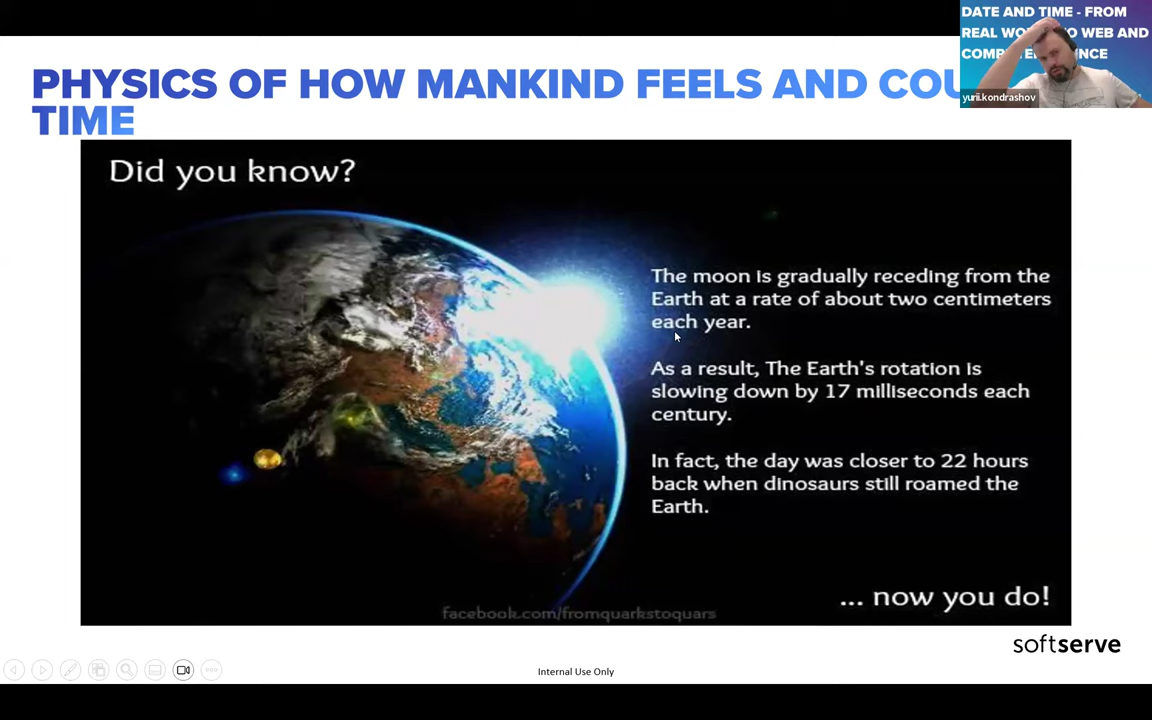 DATE AND TIME - FROM
REAL WO TO WEB AND
COMP INCE
yurii.kondrashov
PHYSICS OF HOW MANKIND FEELS AND COU
TIME
Did you know?
The moon is gradually receding from the
Earth at a rate of about two centimeters
each year.
As a result, The Earth's rotation is
slowing down by 17 milliseconds each
century.
In fact, the day was closer to 22 hours
back when dinosaurs still roamed the
Earth.
... now you do!
facebook.com/fromquarkstoquars
softserve
Internal Use Only